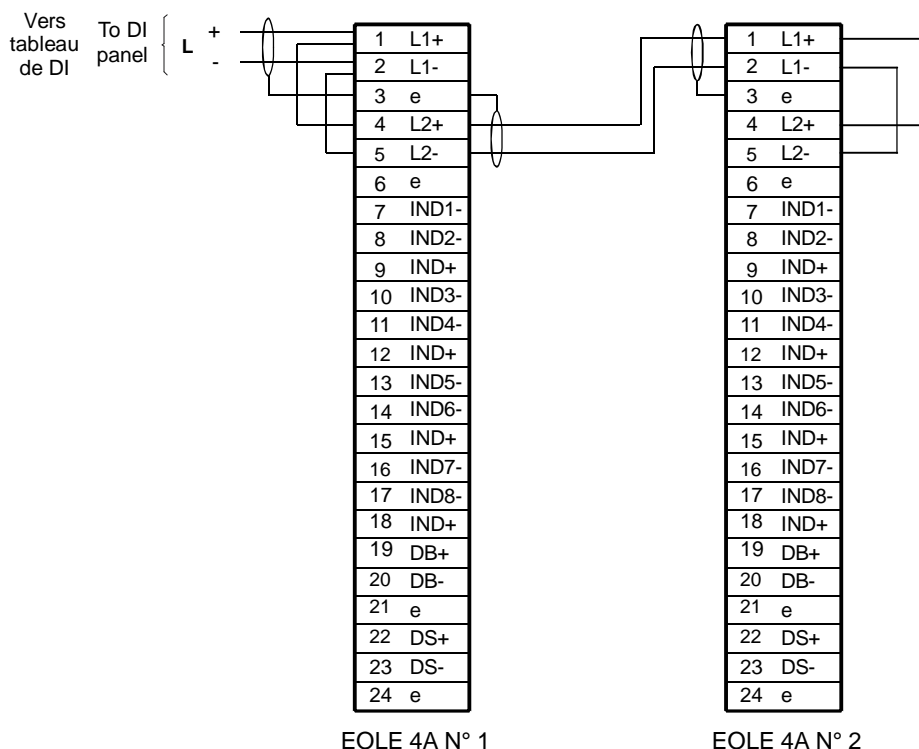 Vers
tableau
de DI
To DI
panel
L
+
-
1 L1+
2 L1-
3 e
4 L2+
5 L2-
6 e
7 IND1-
8 IND2-
9 IND+
10 IND3-
11 IND4-
12 IND+
13 IND5-
14 IND6-
15 IND+
16 IND7-
17 IND8-
18 IND+
19 DB+
20 DB-
21 e
22 DS+
23 DS-
24 e
EOLE 4A N° 1
1 L1+
2 L1-
3 e
4 L2+
5 L2-
6 e
7 IND1-
8 IND2-
9 IND+
10 IND3-
11 IND4-
12 IND+
13 IND5-
14 IND6-
15 IND+
16 IND7-
17 IND8-
18 IND+
19 DB+
20 DB-
21 e
22 DS+
23 DS-
24 e
EOLE 4A N° 2